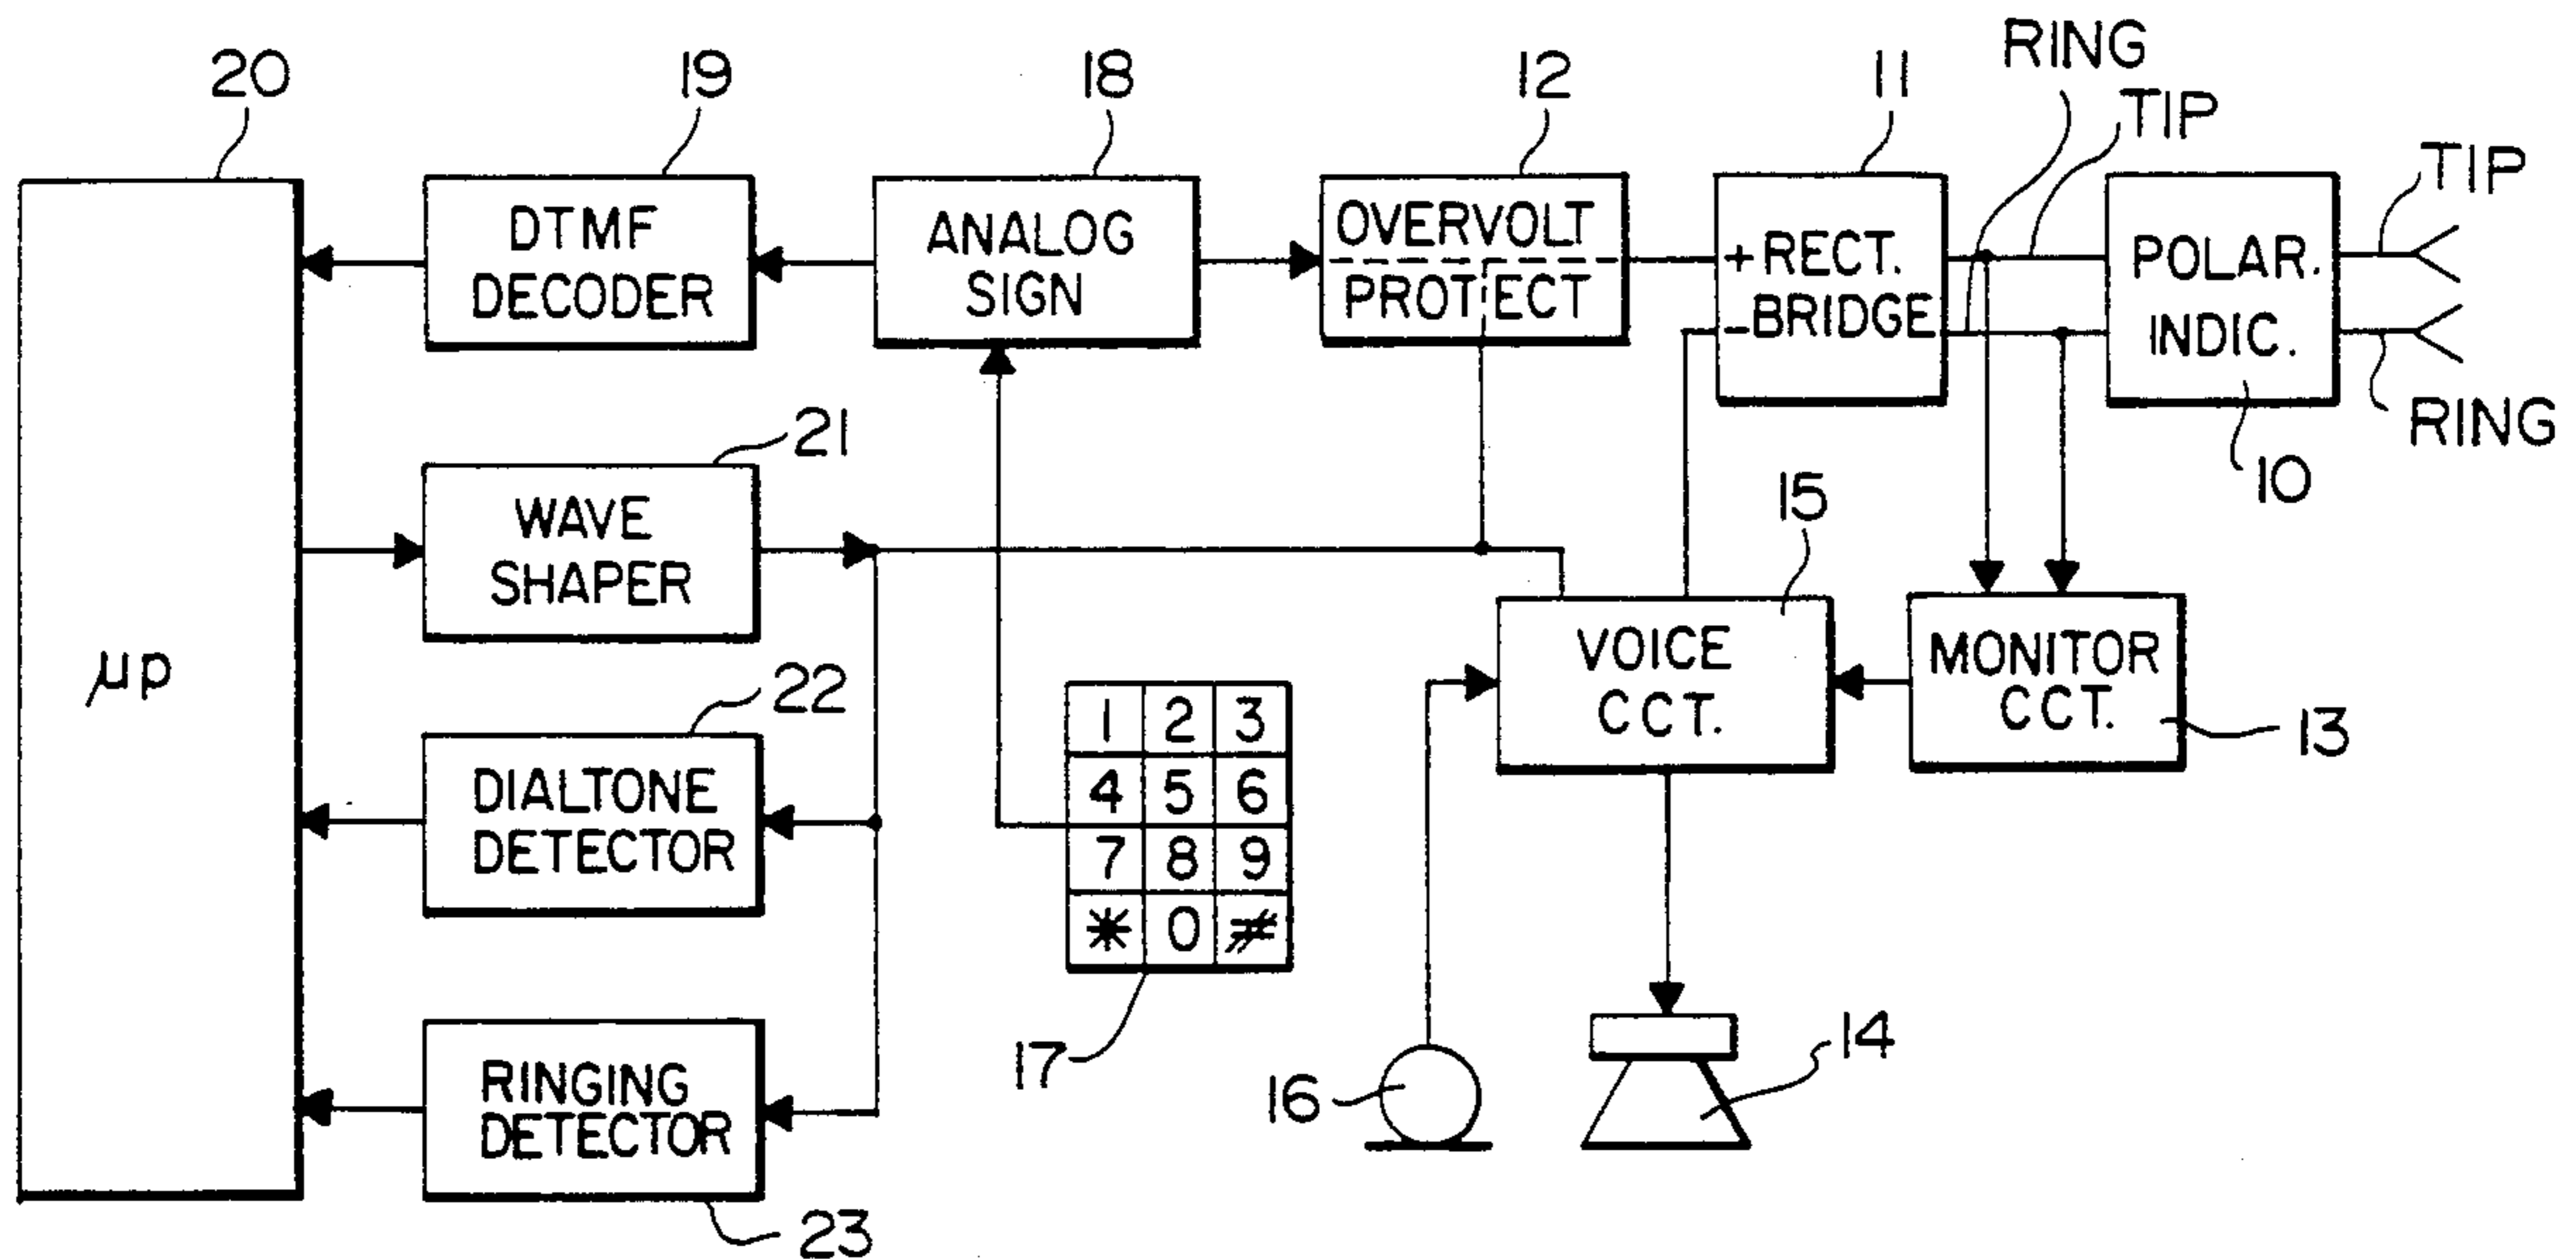 RING
20
19
18
12
11
TIP
TIP
DTMF
DECODER
ANALOG
SIGN
OVERVOLT
PROTECT
+ RECT.
- BRIDGE
POLAR.
INDIC.
RING
10
21
WAVE
SHAPER
15
µp
22
VOICE
CCT.
MONITOR
CCT.
13
DIALTONE
DETECTOR
1 2 3
4 5 6
7 8 9
* 0 #
17
16
14
RINGING
DETECTOR
23